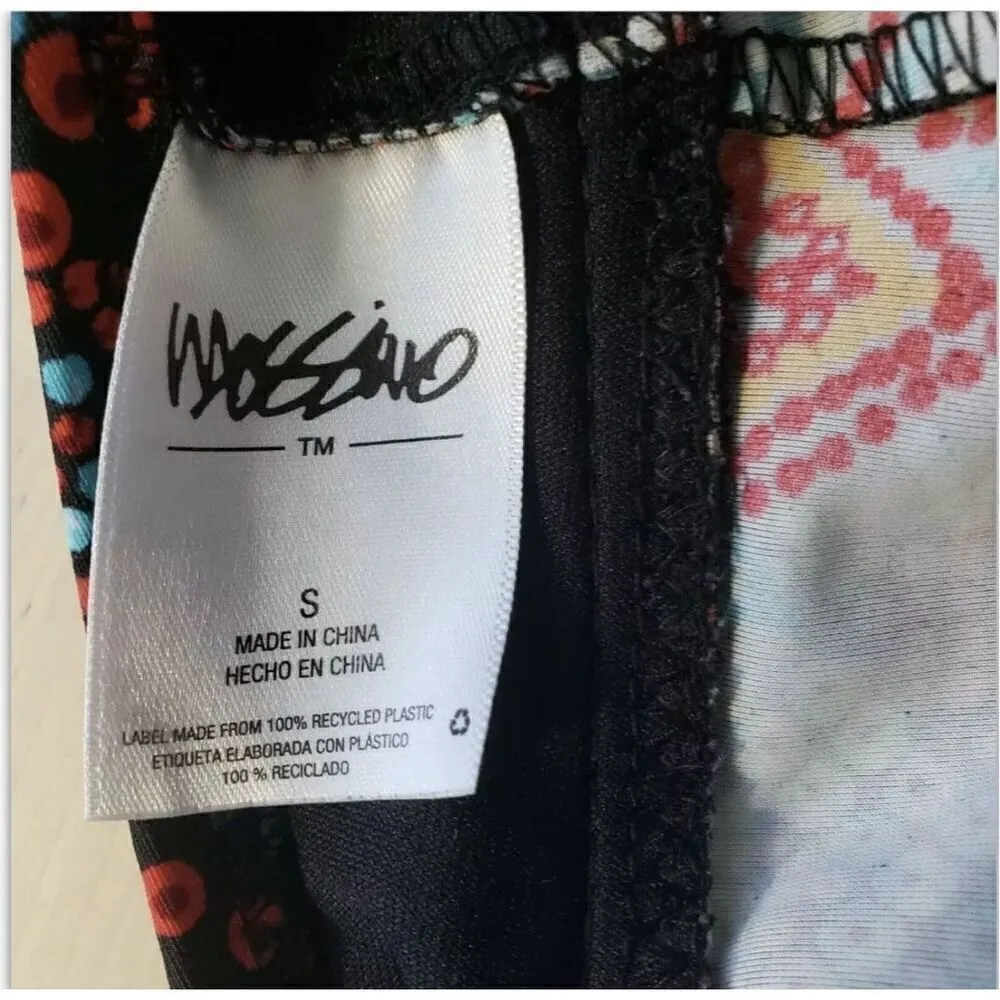 Mossimo
TM
S
MADE IN CHINA
HECHO EN CHINA
LABEL MADE FROM 100% RECYCLED PLASTIC
ETIQUETA ELABORADA CON PLÁSTICO
100 % RECICLADO